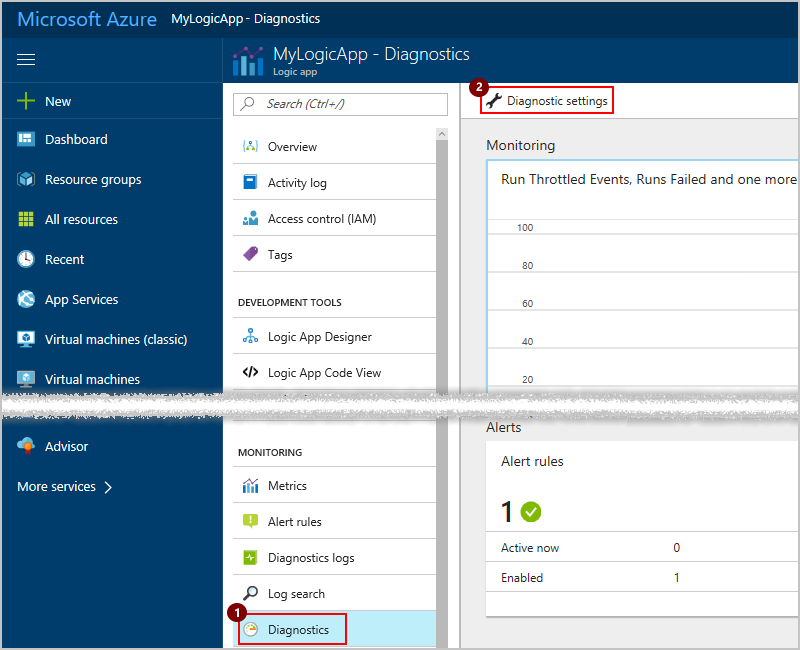 Microsoft Azure MyLogicApp - Diagnostics
MyLogicApp - Diagnostics
Logic app
New
Dashboard
Resource groups
All resources
Recent
App Services
Virtual machines (classic)
Virtual machines
Advisor
More services
Search (Ctrl+/)
Overview
Activity log
Access control (IAM)
Tags
DEVELOPMENT TOOLS
Logic App Designer
Logic App Code View
MONITORING
Metrics
Alert rules
Diagnostics logs
Log search
1
Diagnostics
2
Diagnostic settings
Monitoring
Run Throttled Events, Runs Failed and one more
100
80
60
40
20
Alerts
Alert rules
1
Active now 0
Enabled 1